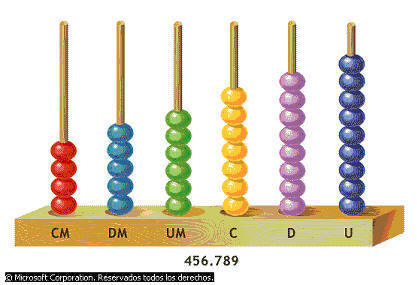 CM DM UM C D U
456.789
© Microsoft Corporation. Reservados todos los derechos.